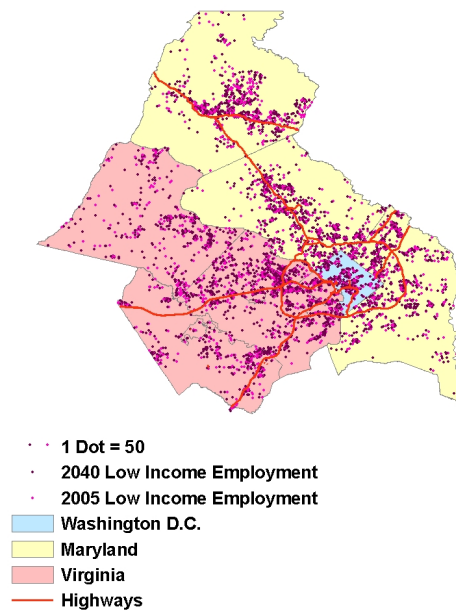 1 Dot = 50
2040 Low Income Employment
2005 Low Income Employment
Washington D.C.
Maryland
Virginia
Highways